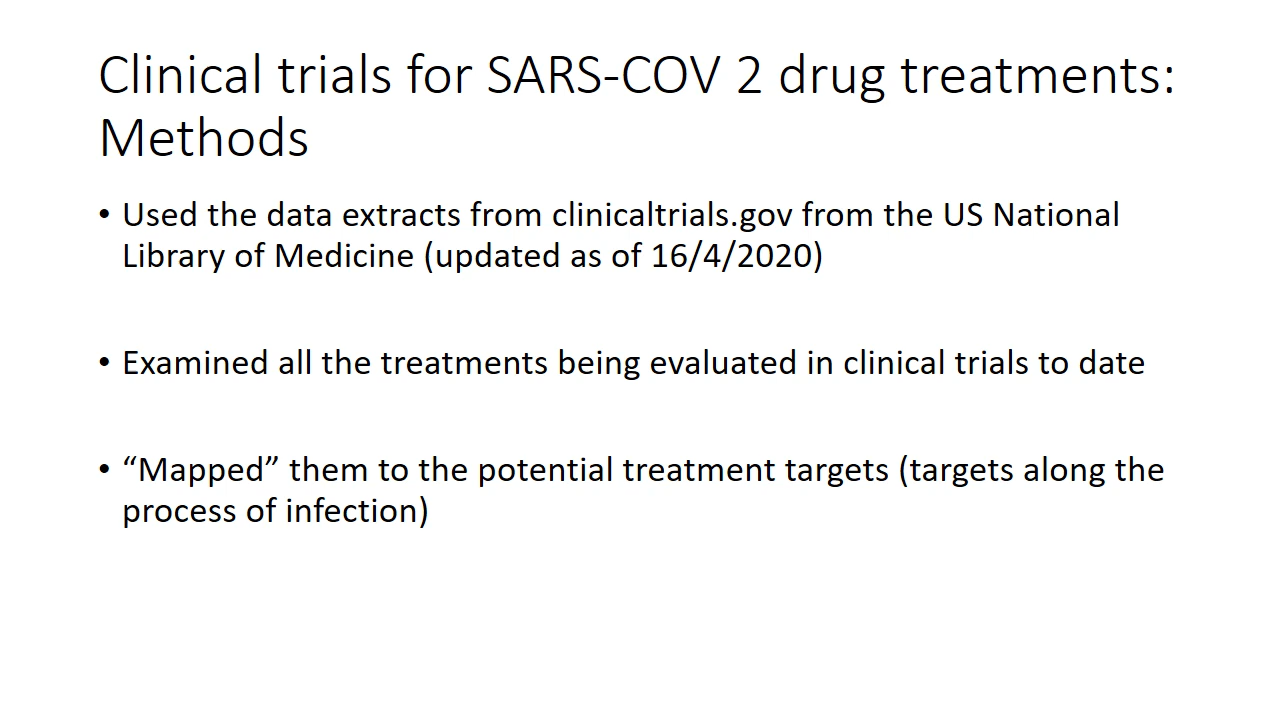 Clinical trials for SARS-COV 2 drug treatments:
Methods
• Used the data extracts from clinicaltrials.gov from the US National
Library of Medicine (updated as of 16/4/2020)
• Examined all the treatments being evaluated in clinical trials to date
• “Mapped” them to the potential treatment targets (targets along the
process of infection)